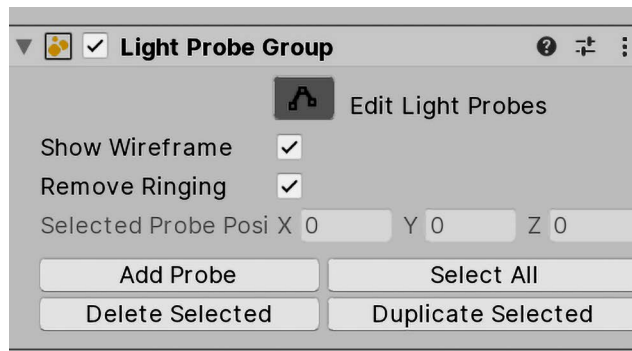 Light Probe Group
Edit Light Probes
Show Wireframe
Remove Ringing
Selected Probe Posi X 0 Y 0 Z 0
Add Probe Select All
Delete Selected Duplicate Selected